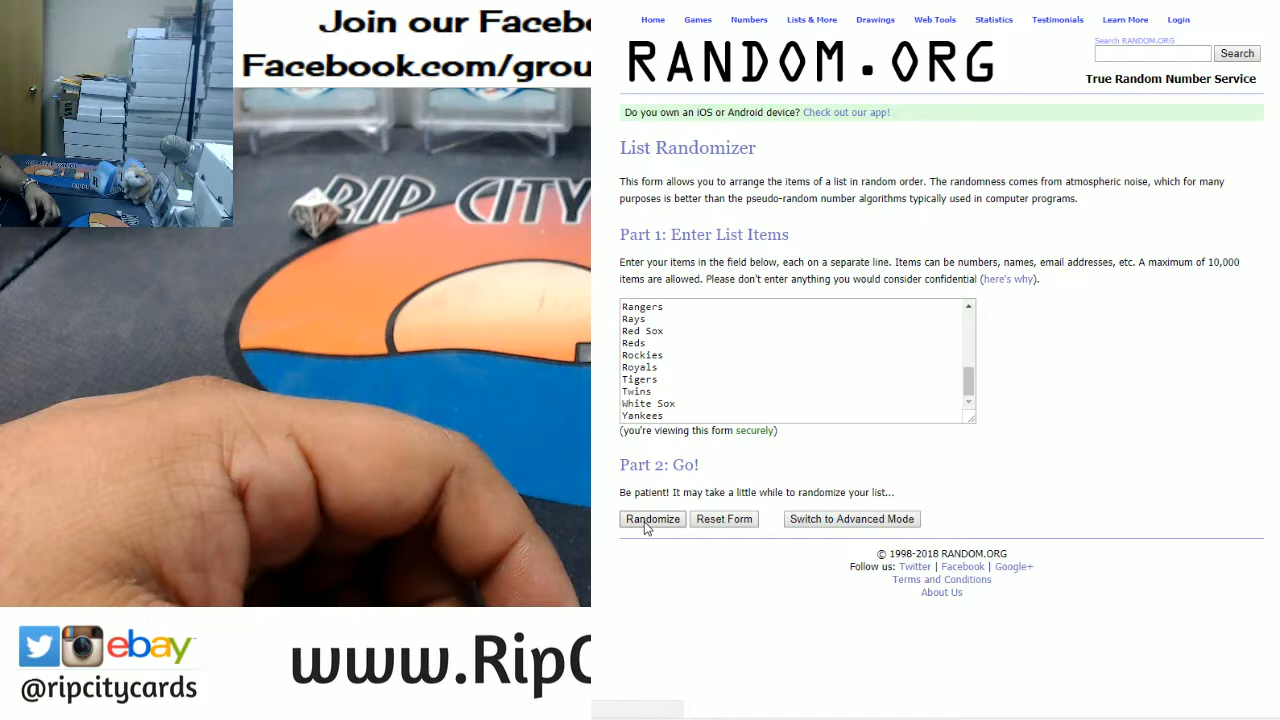 Join our Facebo
Facebook.com/grou
RIP CITY
@ripcitycards
ebay
www.RipC
Home Games Numbers Lists & More Drawings Web Tools Statistics Testimonials Learn More Login
RANDOM.ORG
Search RANDOM.ORG
Search
True Random Number Service
Do you own an iOS or Android device? Check out our app!
List Randomizer
This form allows you to arrange the items of a list in random order. The randomness comes from atmospheric noise, which for many
purposes is better than the pseudo-random number algorithms typically used in computer programs.
Part 1: Enter List Items
Enter your items in the field below, each on a separate line. Items can be numbers, names, email addresses, etc. A maximum of 10,000
items are allowed. Please don't enter anything you would consider confidential (here's why).
Rangers
Rays
Red Sox
Reds
Rockies
Royals
Tigers
Twins
White Sox
Yankees
(you're viewing this form securely)
Part 2: Go!
Be patient! It may take a little while to randomize your list...
Randomize Reset Form Switch to Advanced Mode
© 1998-2018 RANDOM.ORG
Follow us: Twitter | Facebook | Google+
Terms and Conditions
About Us